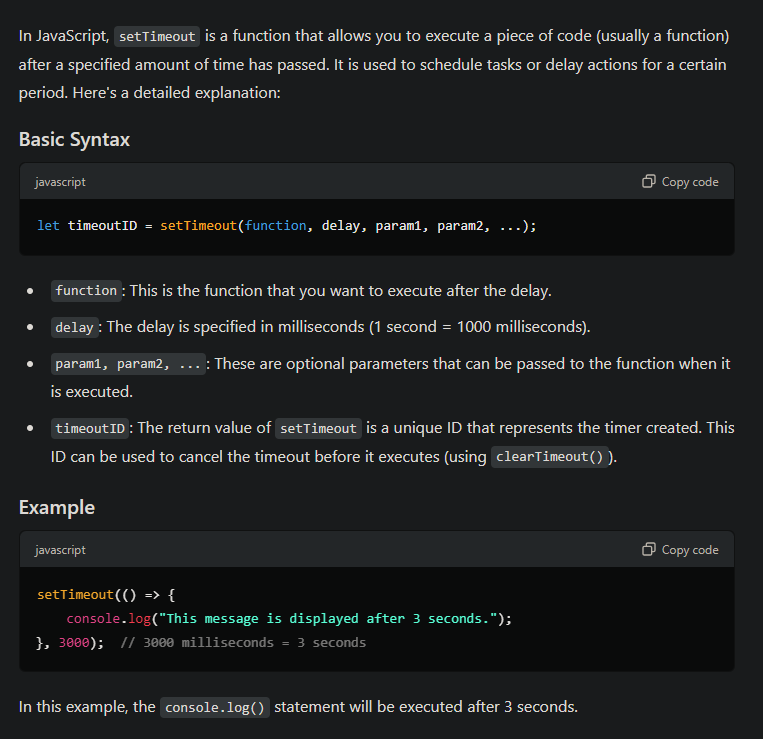 In JavaScript, setTimeout is a function that allows you to execute a piece of code (usually a function)
after a specified amount of time has passed. It is used to schedule tasks or delay actions for a certain
period. Here's a detailed explanation:
Basic Syntax
javascript
Copy code
let timeoutID = setTimeout(function, delay, param1, param2, ...);
function: This is the function that you want to execute after the delay.
delay: The delay is specified in milliseconds (1 second = 1000 milliseconds).
param1, param2, ...: These are optional parameters that can be passed to the function when it
is executed.
timeoutID: The return value of setTimeout is a unique ID that represents the timer created. This
ID can be used to cancel the timeout before it executes (using clearTimeout()).
Example
javascript
Copy code
setTimeout(() => {
    console.log("This message is displayed after 3 seconds.");
}, 3000);  // 3000 milliseconds = 3 seconds
In this example, the console.log() statement will be executed after 3 seconds.